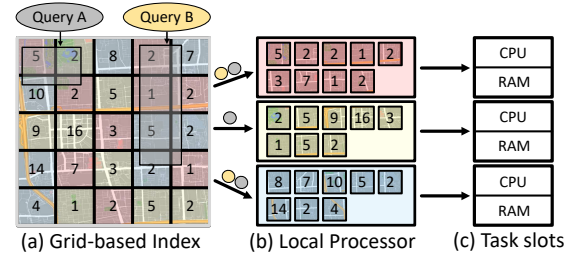 Query A Query B
5 2 8 2 7
10 2 5 1 2
9 16 3 5 2
14 7 3 2 1
4 1 2 5 2
5 2 2 1 2
3 7 1 2
2 5 9 16 3
1 5 2
8 7 10 5 2
14 2 4
CPU
RAM
CPU
RAM
CPU
RAM
(a) Grid-based Index (b) Local Processor (c) Task slots